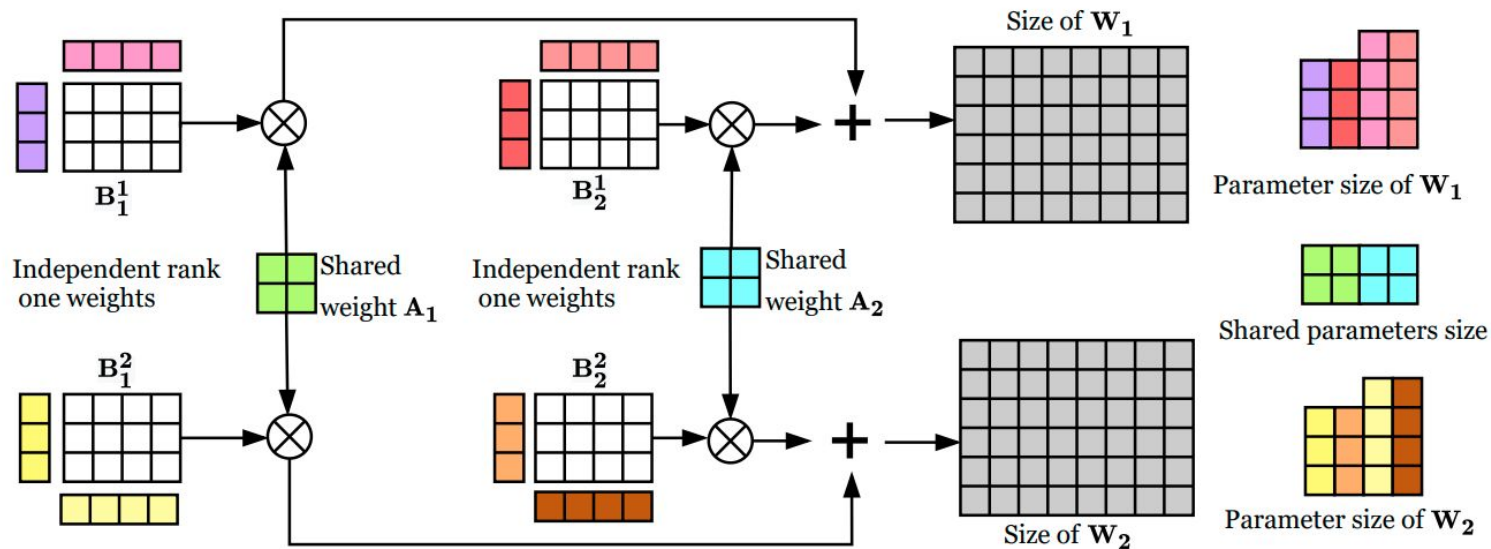 Size of W₁
B₁¹
B₂¹
Parameter size of W₁
Independent rank
one weights
Shared
weight A₁
Independent rank
one weights
Shared
weight A₂
Shared parameters size
B₁²
B₂²
Size of W₂
Parameter size of W₂